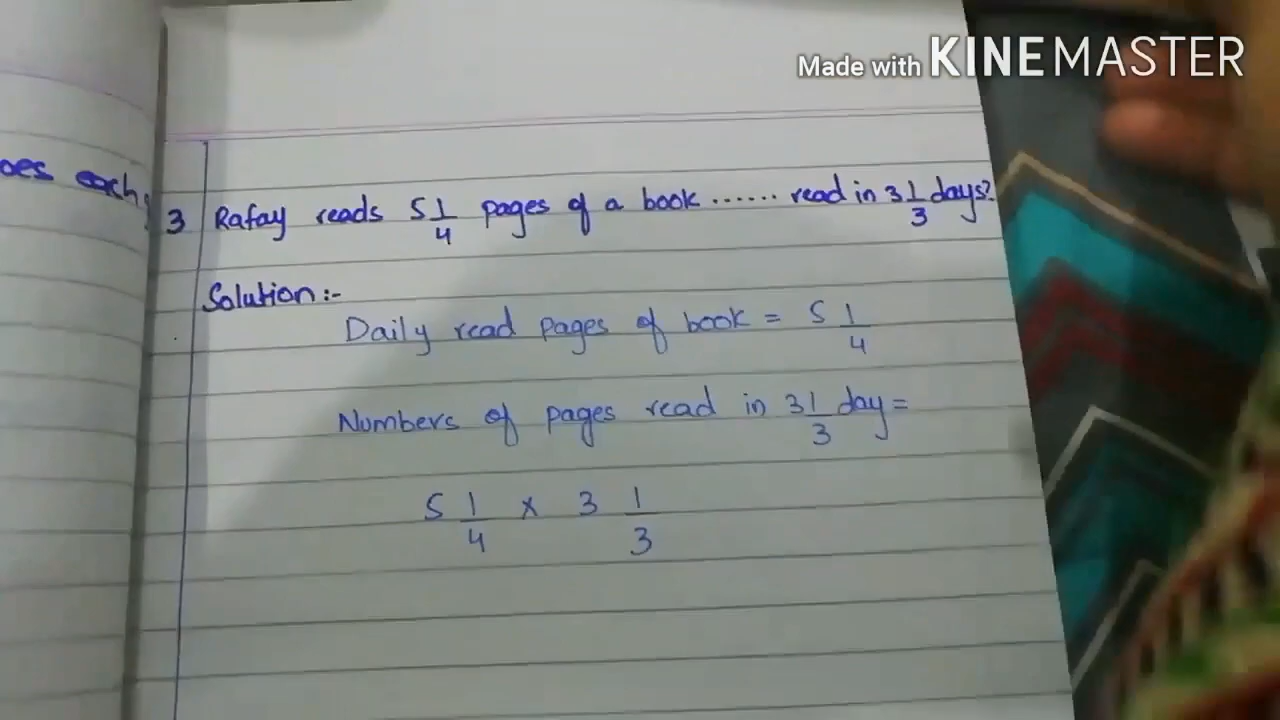 Made with KINEMASTER
oes each
3 Rafay reads 5 1/4 pages of a book ...... read in 3 1/3 days?
Solution:-
Daily read pages of book = 5 1/4
Numbers of pages read in 3 1/3 day=
5 1/4 x 3 1/3